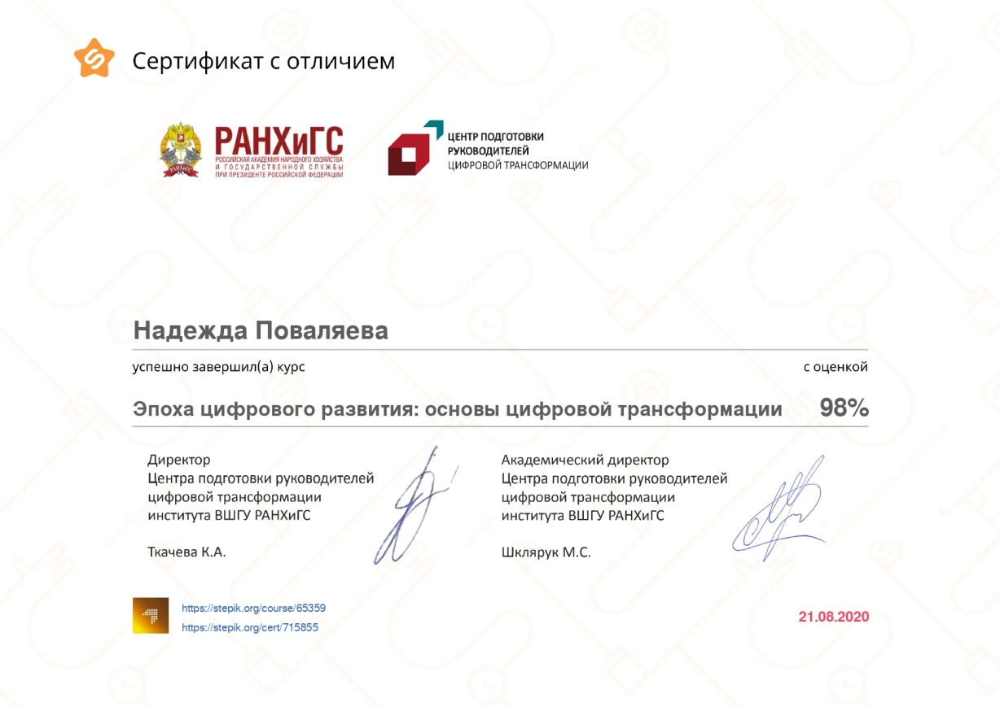 Сертификат с отличием
РАНХиГС
РОССИЙСКАЯ АКАДЕМИЯ НАРОДНОГО ХОЗЯЙСТВА
И ГОСУДАРСТВЕННОЙ СЛУЖБЫ
ПРИ ПРЕЗИДЕНТЕ РОССИЙСКОЙ ФЕДЕРАЦИИ
РАНХиГС
ЦЕНТР ПОДГОТОВКИ
РУКОВОДИТЕЛЕЙ
ЦИФРОВОЙ ТРАНСФОРМАЦИИ
Надежда Поваляева
успешно завершил(а) курс с оценкой
Эпоха цифрового развития: основы цифровой трансформации 98%
Директор
Центра подготовки руководителей
цифровой трансформации
института ВШГУ РАНХиГС
Ткачева К.А.
Академический директор
Центра подготовки руководителей
цифровой трансформации
института ВШГУ РАНХиГС
Шклярук М.С.
https://stepik.org/course/65359
https://stepik.org/cert/715855
21.08.2020